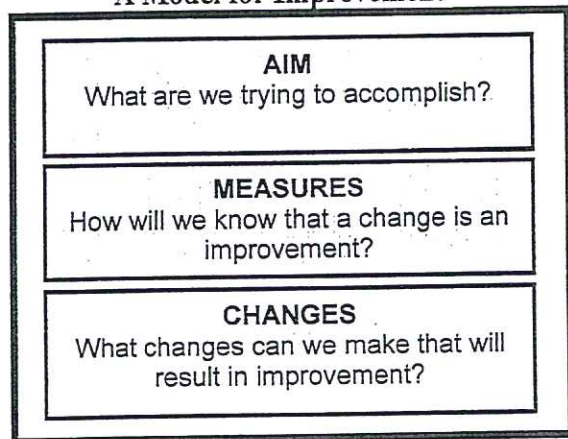 A Model for Improvement
AIM
What are we trying to accomplish?
MEASURES
How will we know that a change is an
improvement?
CHANGES
What changes can we make that will
result in improvement?